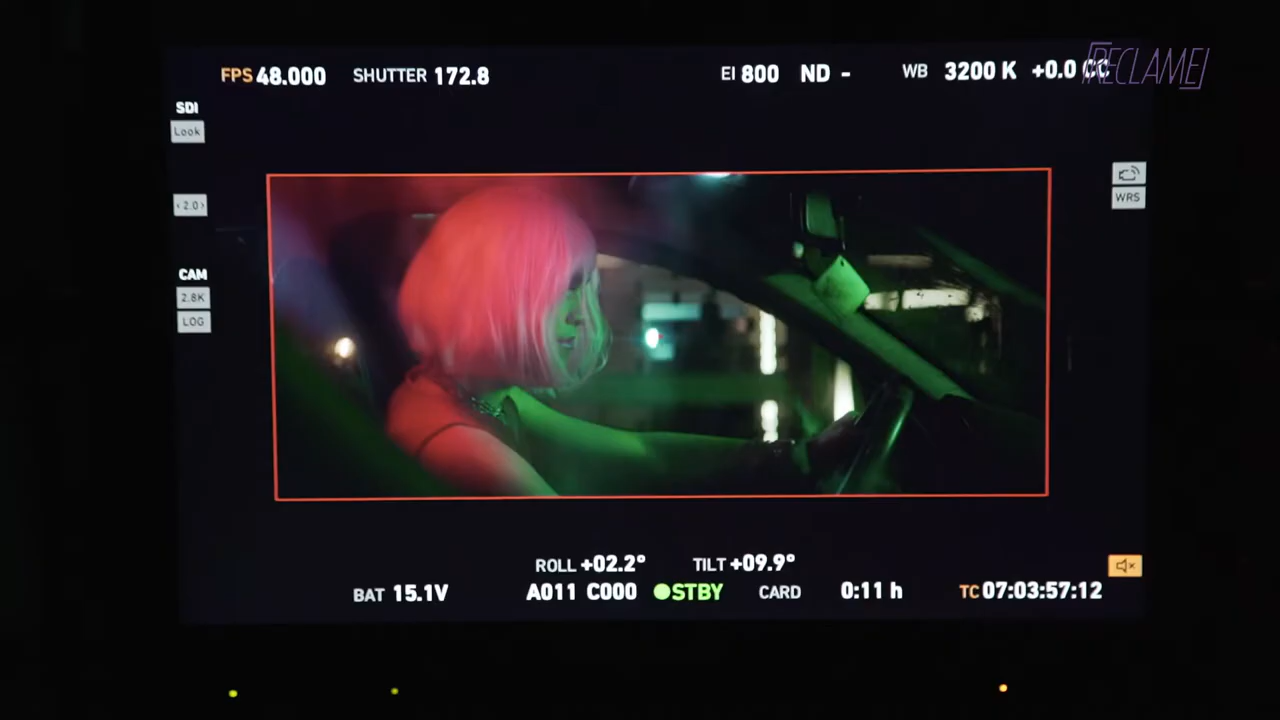 FPS 48.000 SHUTTER 172.8 EI 800 ND - WB 3200 K +0.0 CC
RECLAME
SDI
Look
‹2.0›
WRS
CAM
2.8K
LOG
ROLL +02.2° TILT +09.9°
BAT 15.1V A011 C000 STBY CARD 0:11 h TC 07:03:57:12